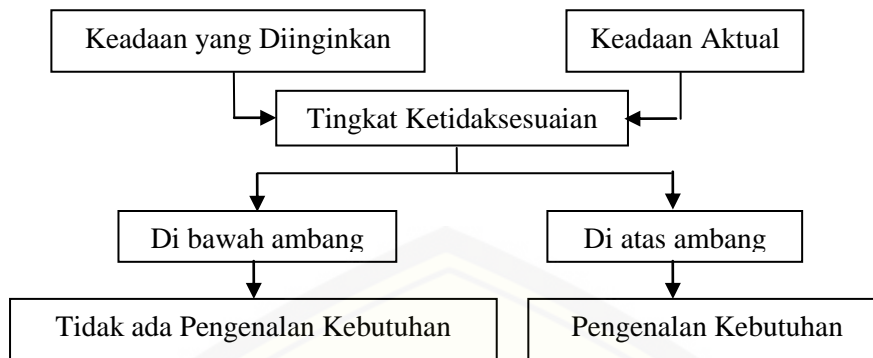 Keadaan yang Diinginkan
Keadaan Aktual
Tingkat Ketidaksesuaian
Di bawah ambang
Di atas ambang
Tidak ada Pengenalan Kebutuhan
Pengenalan Kebutuhan